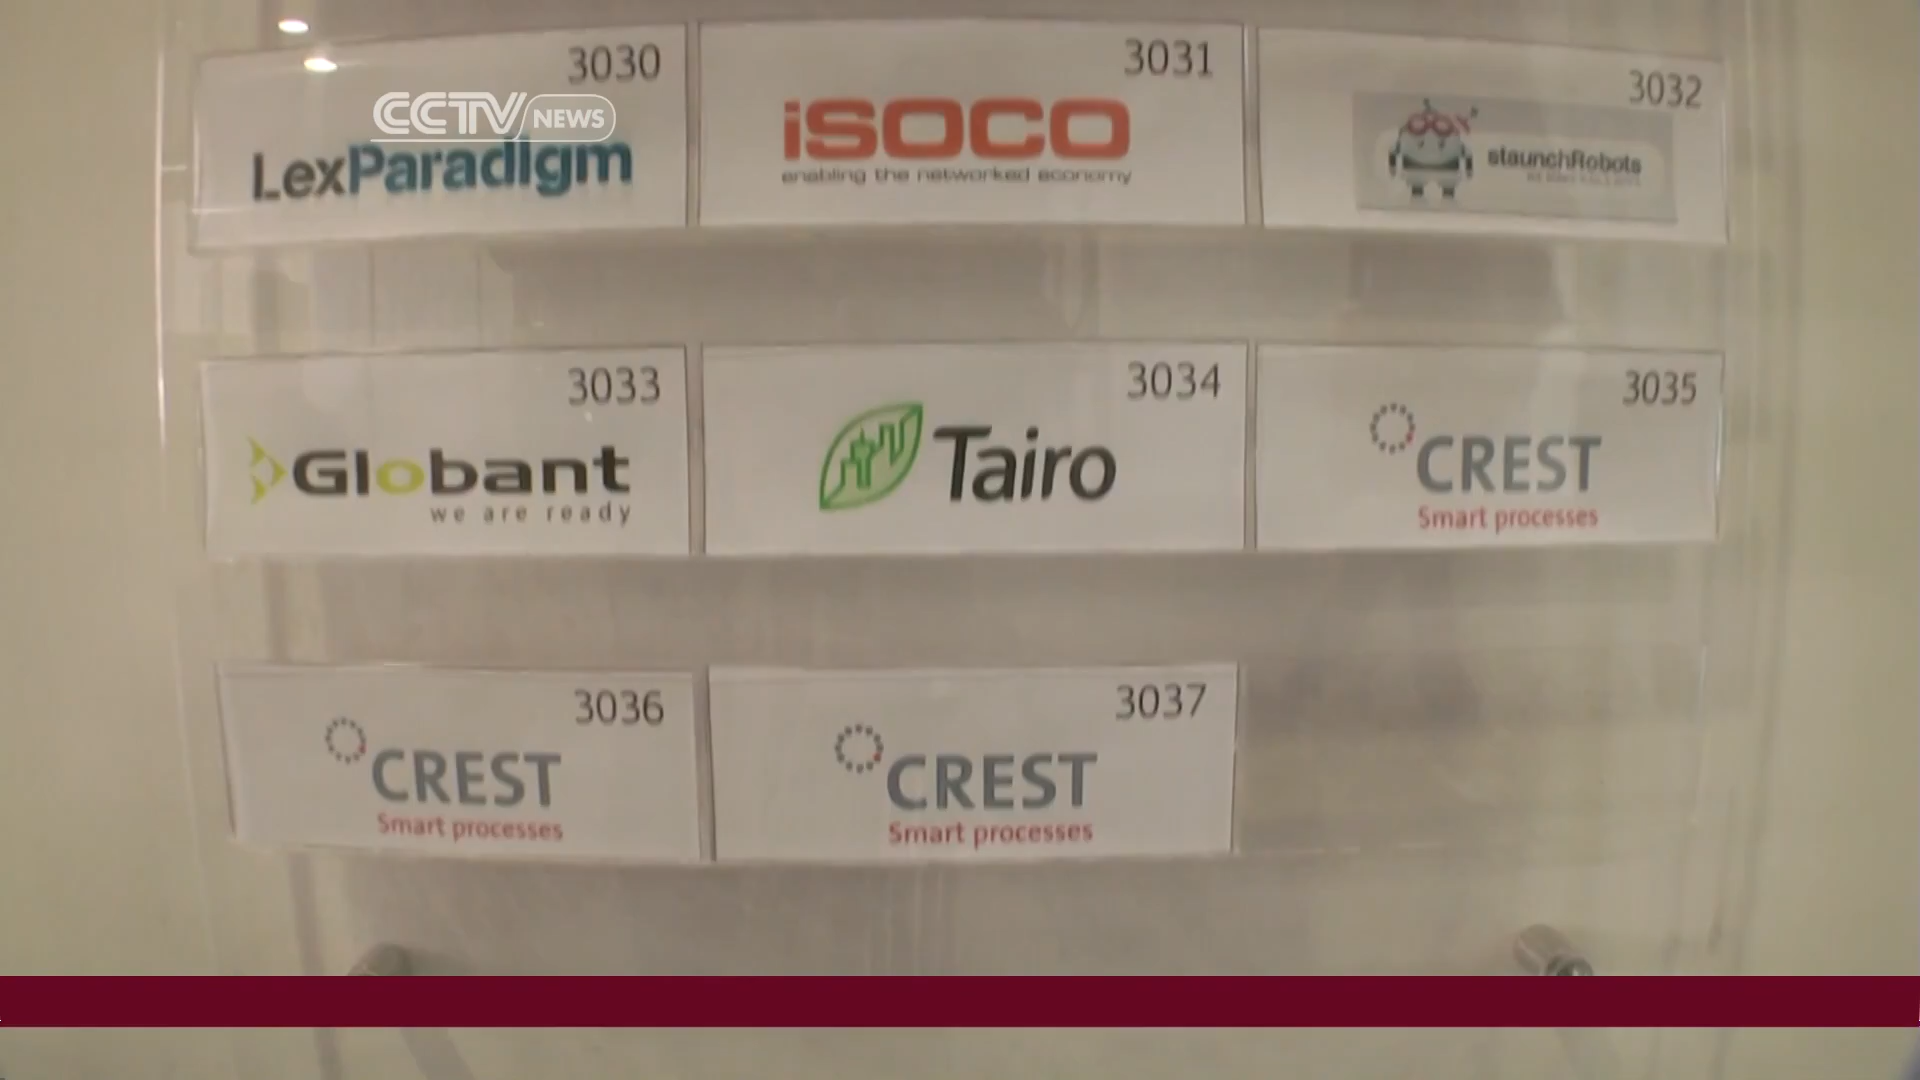 3030
CCTV NEWS
LexParadigm
3031
iSOCO
enabling the networked economy
3032
staunchRobots
3033
Globant
we are ready
3034
Tairo
3035
CREST
Smart processes
3036
CREST
Smart processes
3037
CREST
Smart processes